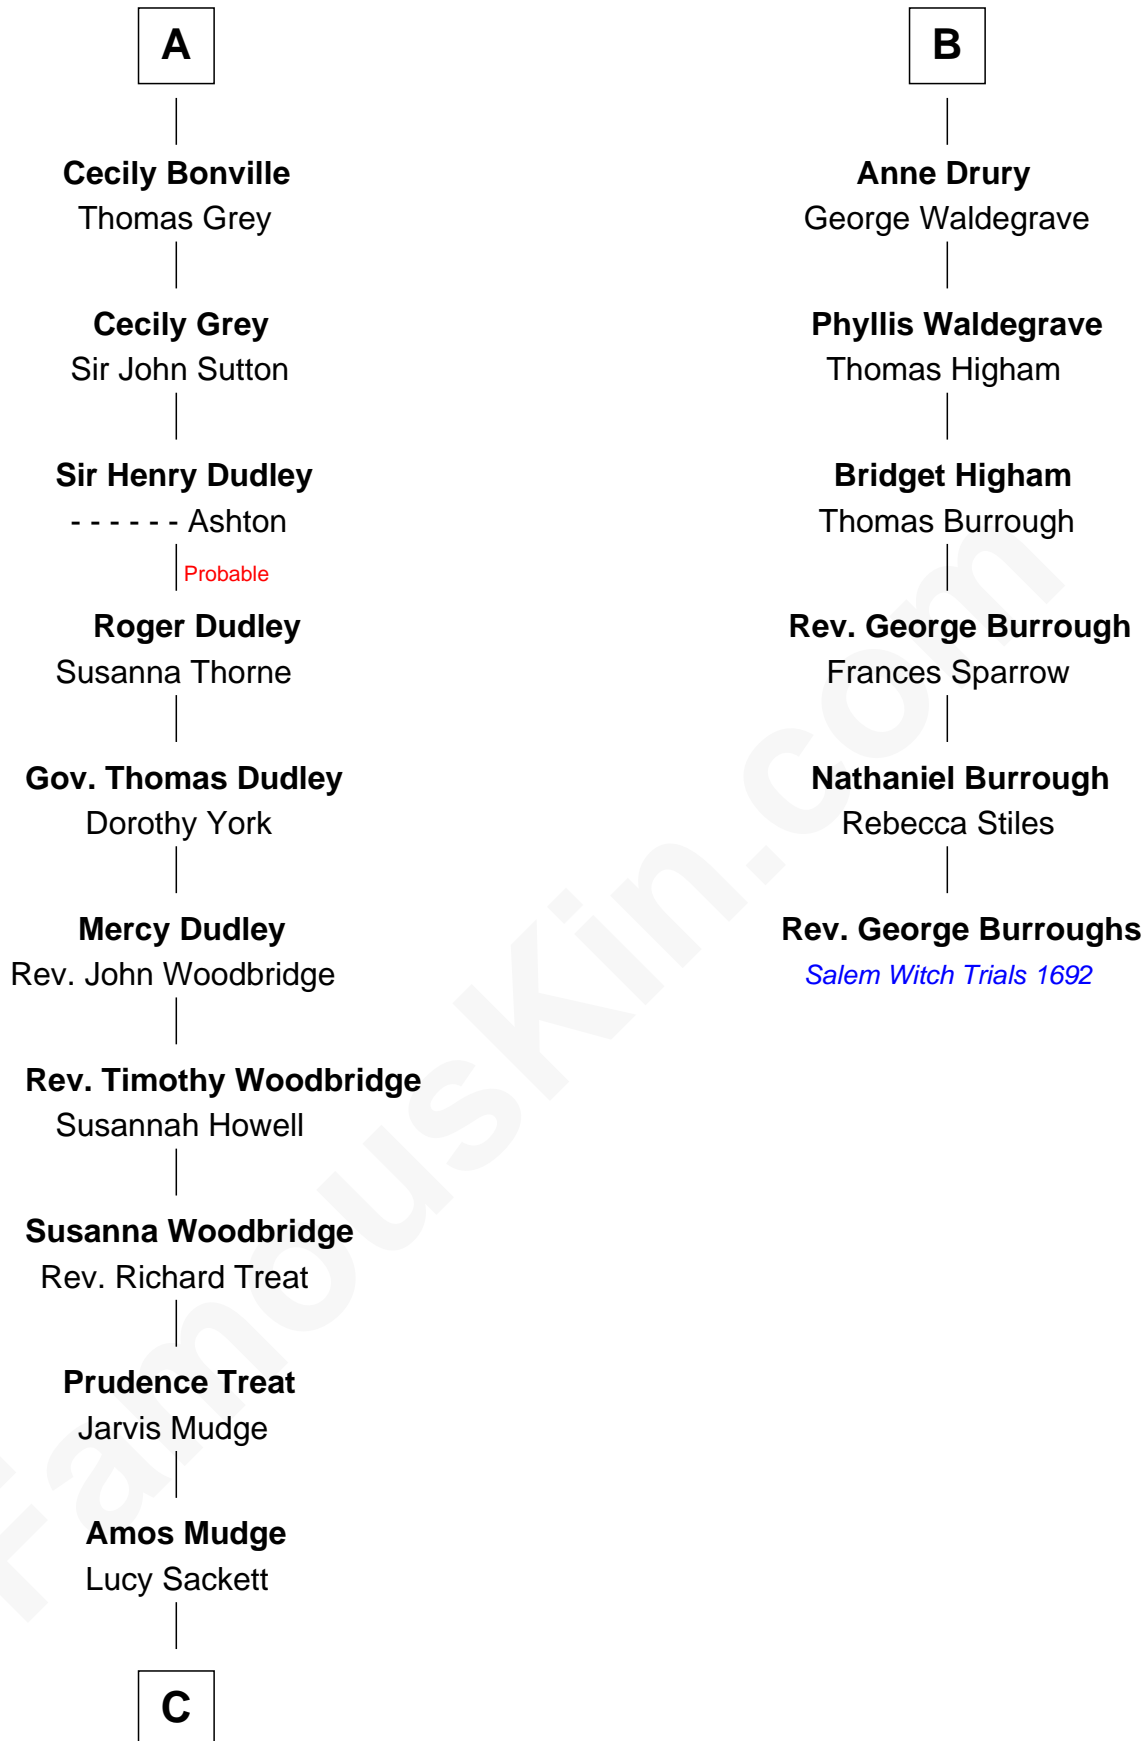 A
Cecily Bonville
Thomas Grey
Cecily Grey
Sir John Sutton
Sir Henry Dudley
- - - - - - Ashton
Probable
Roger Dudley
Susanna Thorne
Gov. Thomas Dudley
Dorothy York
Mercy Dudley
Rev. John Woodbridge
Rev. Timothy Woodbridge
Susannah Howell
Susanna Woodbridge
Rev. Richard Treat
Prudence Treat
Jarvis Mudge
Amos Mudge
Lucy Sackett
C
B
Anne Drury
George Waldegrave
Phyllis Waldegrave
Thomas Higham
Bridget Higham
Thomas Burrough
Rev. George Burrough
Frances Sparrow
Nathaniel Burrough
Rebecca Stiles
Rev. George Burroughs
Salem Witch Trials 1692
FamousKin.com